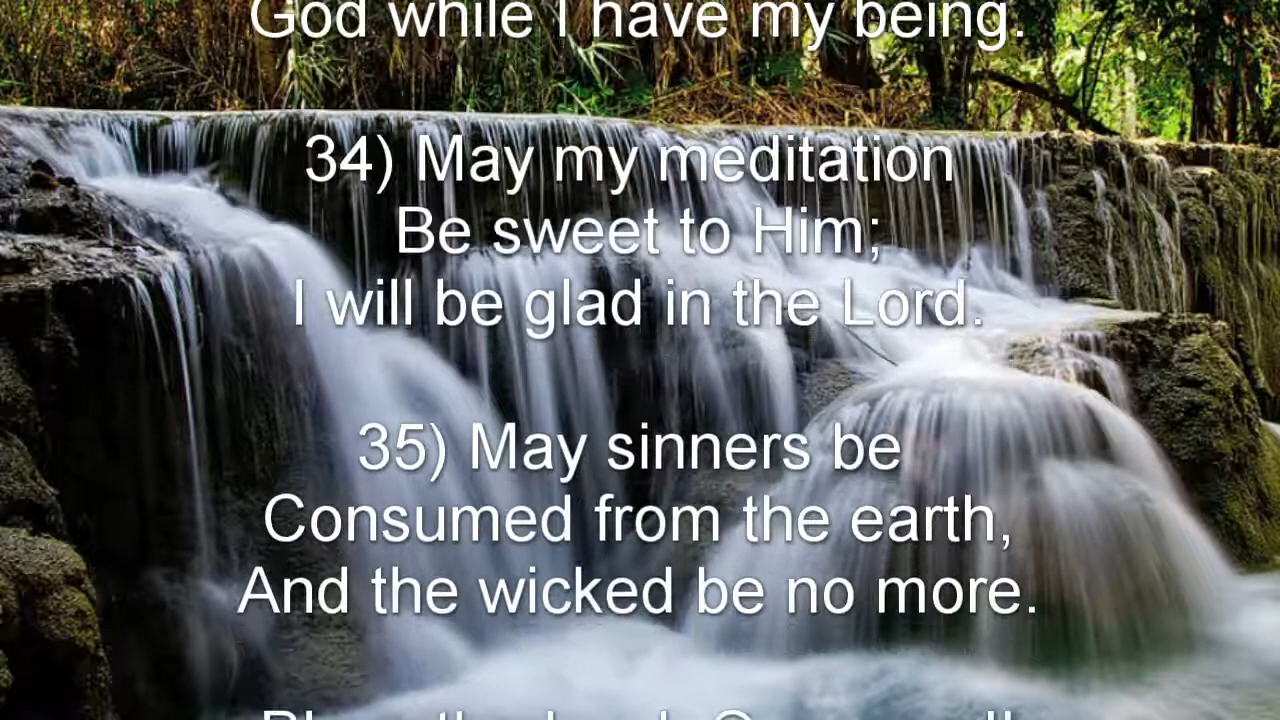 God while I have my being.
34) May my meditation
Be sweet to Him;
I will be glad in the Lord.
35) May sinners be
Consumed from the earth,
And the wicked be no more.